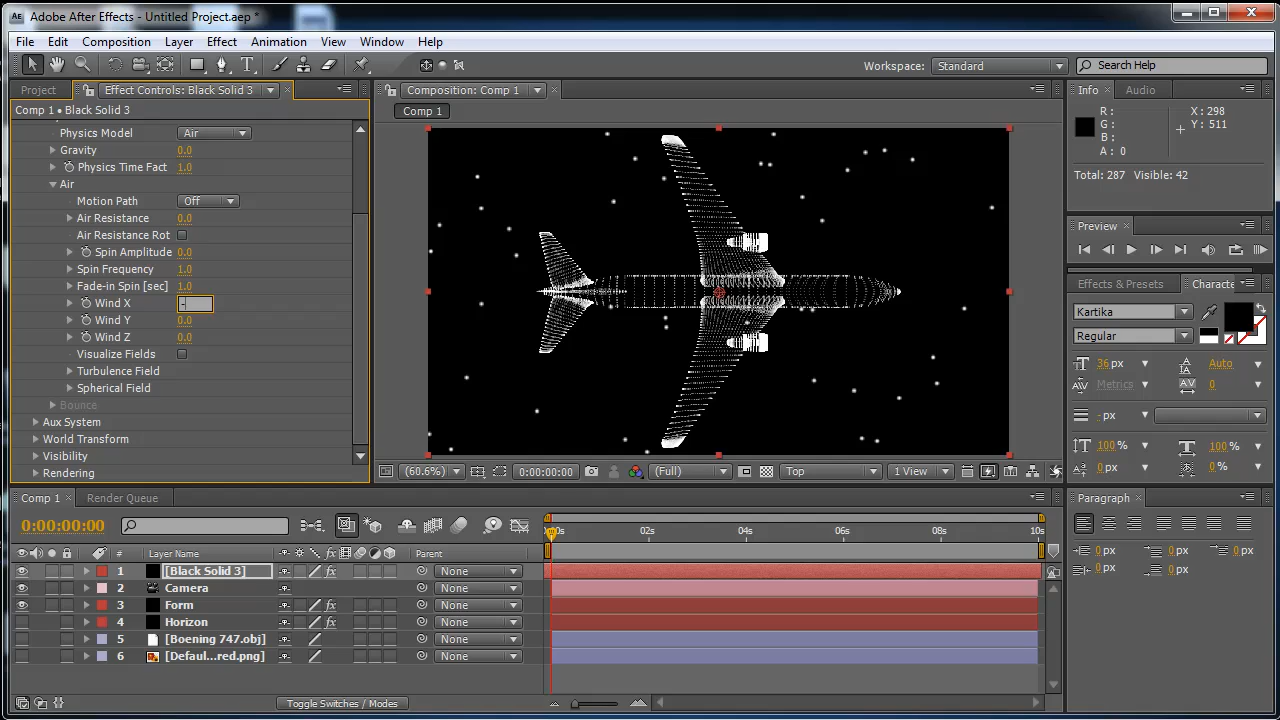 Adobe After Effects - Untitled Project.aep *
File Edit Composition Layer Effect Animation View Window Help
Workspace: Standard Search Help
Project Effect Controls: Black Solid 3
Comp 1 • Black Solid 3
Physics Model Air
Gravity 0.0
Physics Time Fact 1.0
Air
Motion Path Off
Air Resistance 0.0
Air Resistance Rot
Spin Amplitude 0.0
Spin Frequency 1.0
Fade-in Spin [sec] 1.0
Wind X -
Wind Y 0.0
Wind Z 0.0
Visualize Fields
Turbulence Field
Spherical Field
Bounce
Aux System
World Transform
Visibility
Rendering
Composition: Comp 1
Comp 1
(60.6%) 0:00:00:00 (Full) Top 1 View
Info Audio
R: X: 298
G: Y: 511
B:
A: 0
Total: 287 Visible: 42
Preview
Effects & Presets Characte
Kartika
Regular
36 px Auto
Metrics 0
- px
100 % 100 %
0 px 0 %
Paragraph
0 px 0 px 0 px
0 px 0 px
Comp 1 Render Queue
0:00:00:00
02s 04s 06s 08s 10s
# Layer Name Parent
1 [Black Solid 3] None
2 Camera None
3 Form None
4 Horizon None
5 [Boening 747.obj] None
6 [Defaul...red.png] None
Toggle Switches / Modes